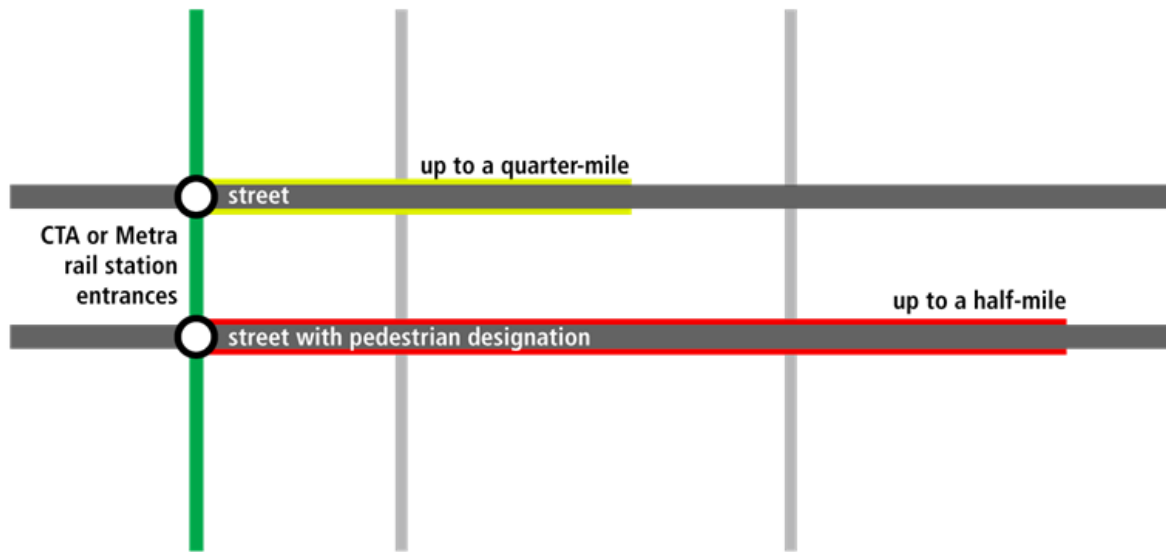 up to a quarter-mile
street
CTA or Metra
rail station
entrances
up to a half-mile
street with pedestrian designation